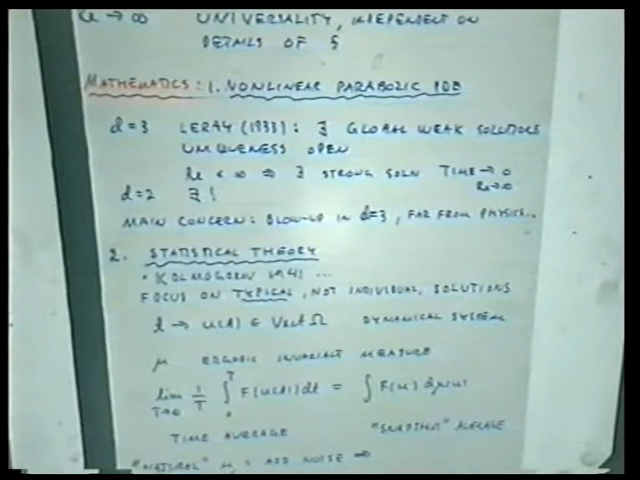 Re → ∞ UNIVERSALITY, INDEPENDENT ON
DETAILS OF f
MATHEMATICS: 1. NONLINEAR PARABOLIC PDE
d=3 LERAY (1933): ∃ GLOBAL WEAK SOLUTIONS
UNIQUENESS OPEN
Re < ∞ ⇒ ∃ STRONG SOLN TIME → 0
Re → ∞
d=2 ∃!
MAIN CONCERN: BLOW-UP IN d=3, FAR FROM PHYSICS..
2. STATISTICAL THEORY
• KOLMOGOROV 1941 ...
FOCUS ON TYPICAL, NOT INDIVIDUAL, SOLUTIONS
t → u(t) ∈ Vect Ω DYNAMICAL SYSTEM
μ ERGODIC INVARIANT MEASURE
lim T→∞ 1/T ∫₀ᵀ F(u(t))dt = ∫ F(u) dμ(u)
TIME AVERAGE "SNAPSHOT" AVERAGE
"NATURAL" μ : ADD NOISE ⇒